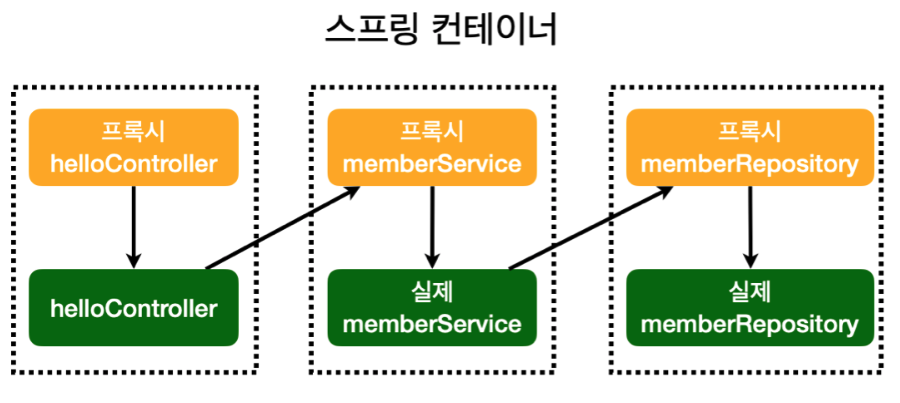 스프링 컨테이너
프록시
helloController
프록시
memberService
프록시
memberRepository
helloController
실제
memberService
실제
memberRepository